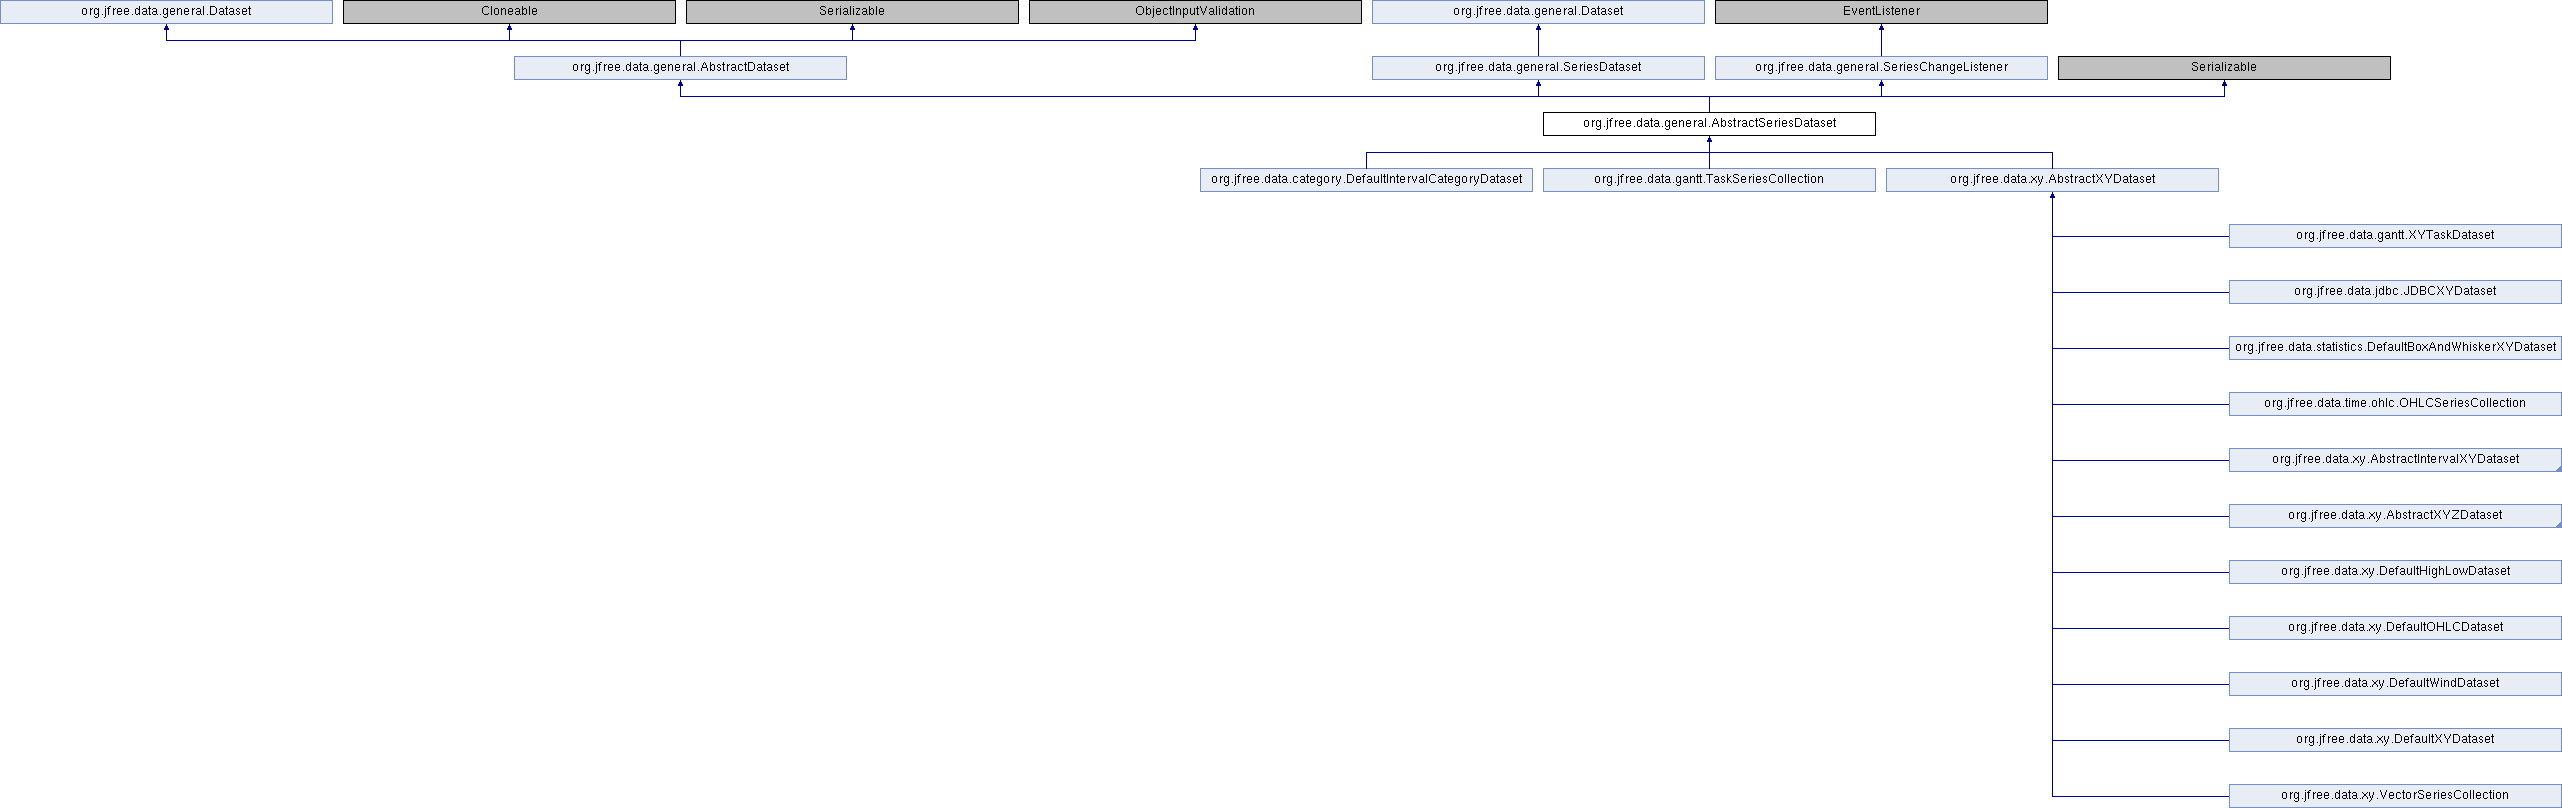 org.jfree.data.general.Dataset
Cloneable
Serializable
ObjectInputValidation
org.jfree.data.general.Dataset
EventListener
org.jfree.data.general.AbstractDataset
org.jfree.data.general.SeriesDataset
org.jfree.data.general.SeriesChangeListener
Serializable
org.jfree.data.general.AbstractSeriesDataset
org.jfree.data.category.DefaultIntervalCategoryDataset
org.jfree.data.gantt.TaskSeriesCollection
org.jfree.data.xy.AbstractXYDataset
org.jfree.data.gantt.XYTaskDataset
org.jfree.data.jdbc.JDBCXYDataset
org.jfree.data.statistics.DefaultBoxAndWhiskerXYDataset
org.jfree.data.time.ohlc.OHLCSeriesCollection
org.jfree.data.xy.AbstractIntervalXYDataset
org.jfree.data.xy.AbstractXYZDataset
org.jfree.data.xy.DefaultHighLowDataset
org.jfree.data.xy.DefaultOHLCDataset
org.jfree.data.xy.DefaultWindDataset
org.jfree.data.xy.DefaultXYDataset
org.jfree.data.xy.VectorSeriesCollection